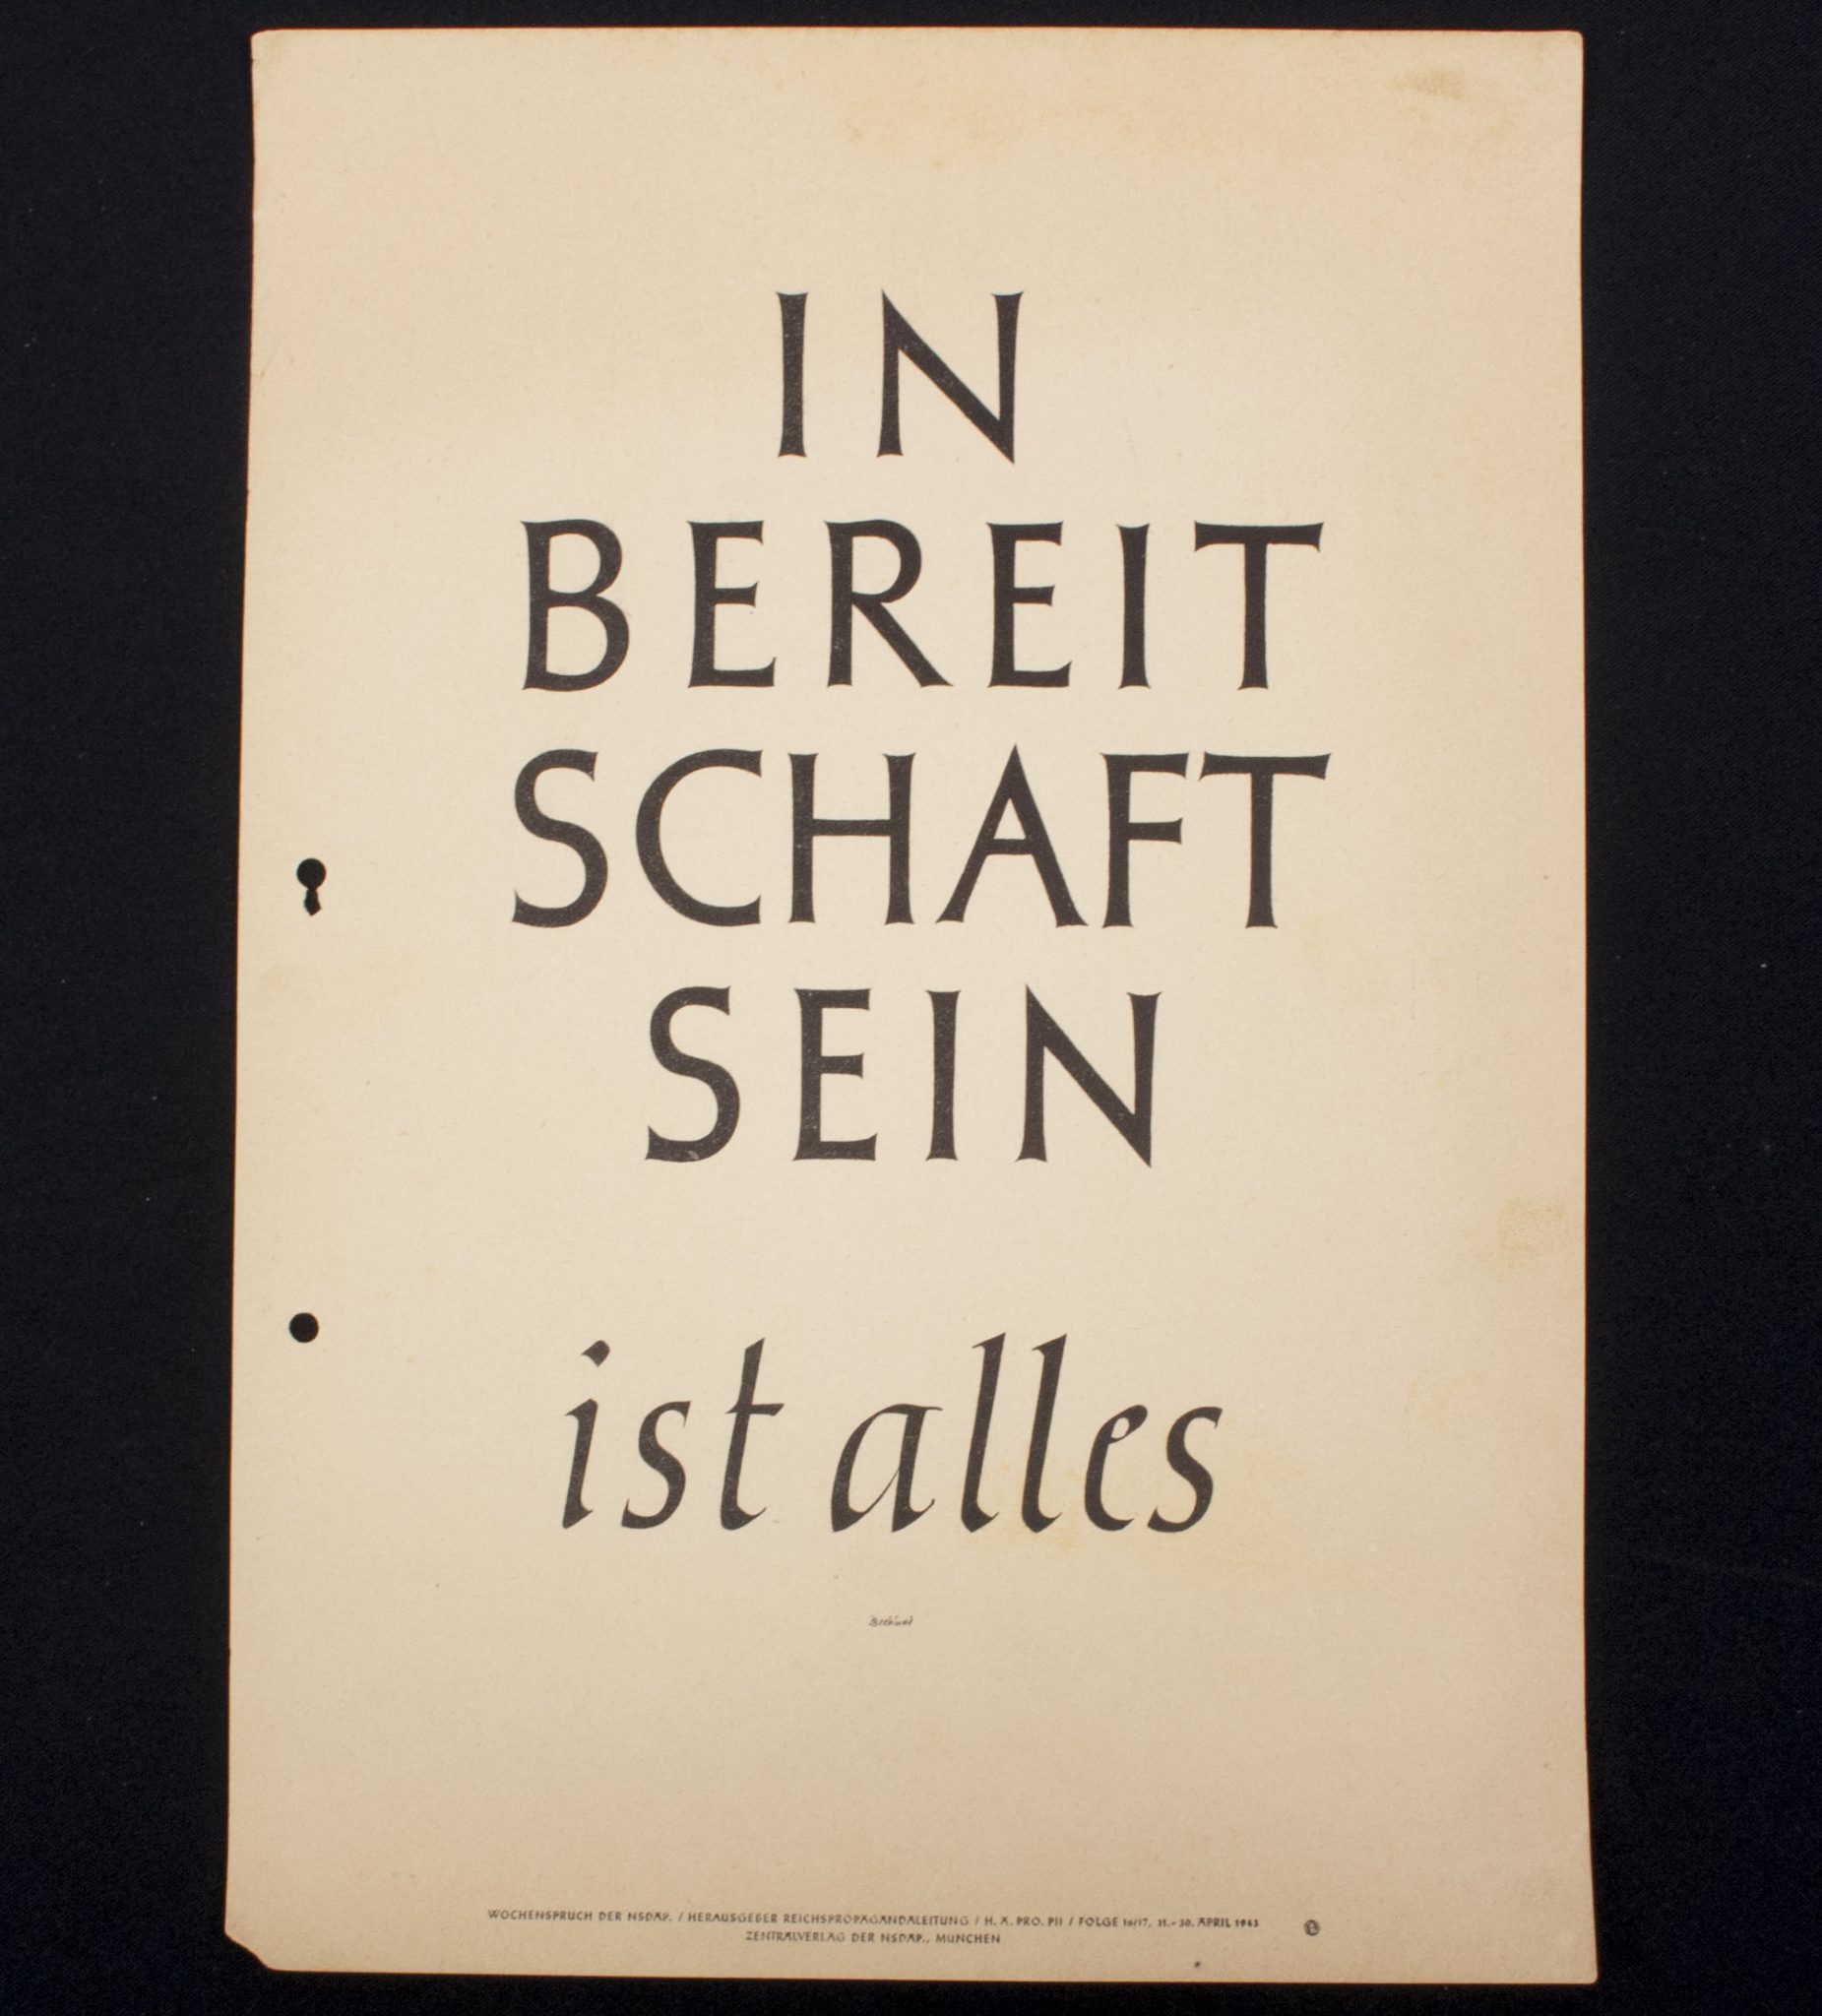 IN
BEREIT
SCHAFT
SEIN
ist alles
WOCHENSPRUCH DER NSDAP. / HERAUSGEBER REICHSPROPAGANDALEITUNG / H. A. PRO. PII / FOLGE 16/17, 11.-30. APRIL 1943
ZENTRALVERLAG DER NSDAP., MÜNCHEN